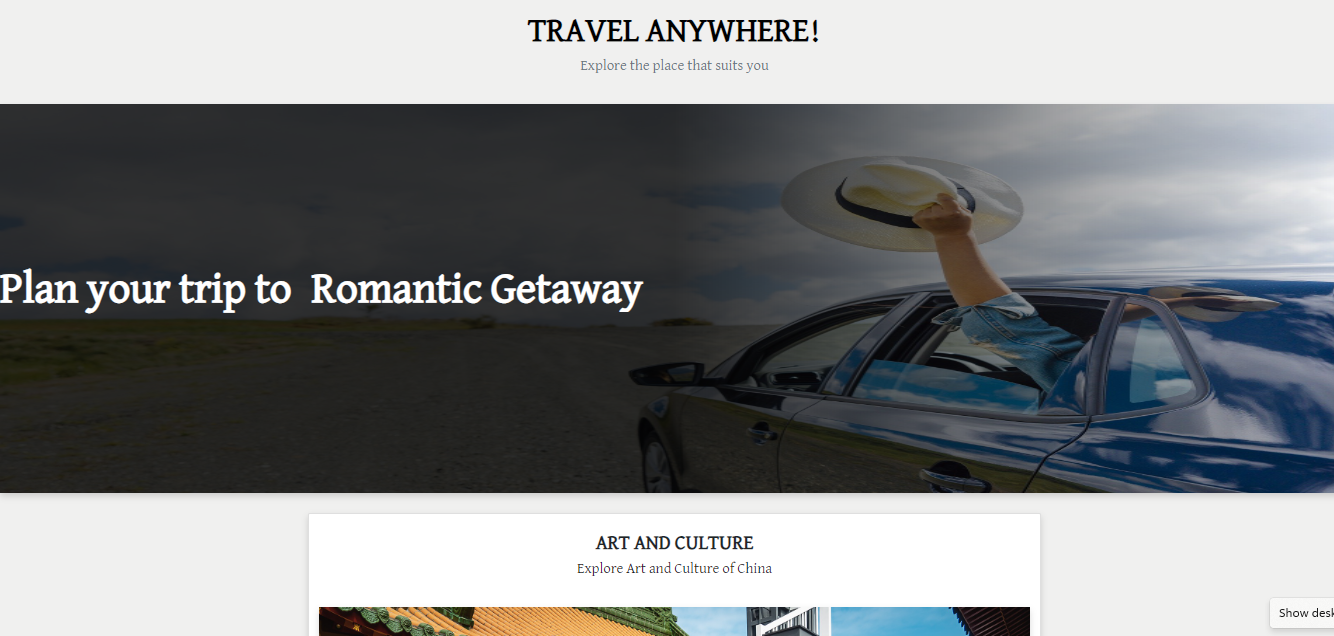 TRAVEL ANYWHERE!
Explore the place that suits you
Plan your trip to Romantic Getaway
ART AND CULTURE
Explore Art and Culture of China
Show desk